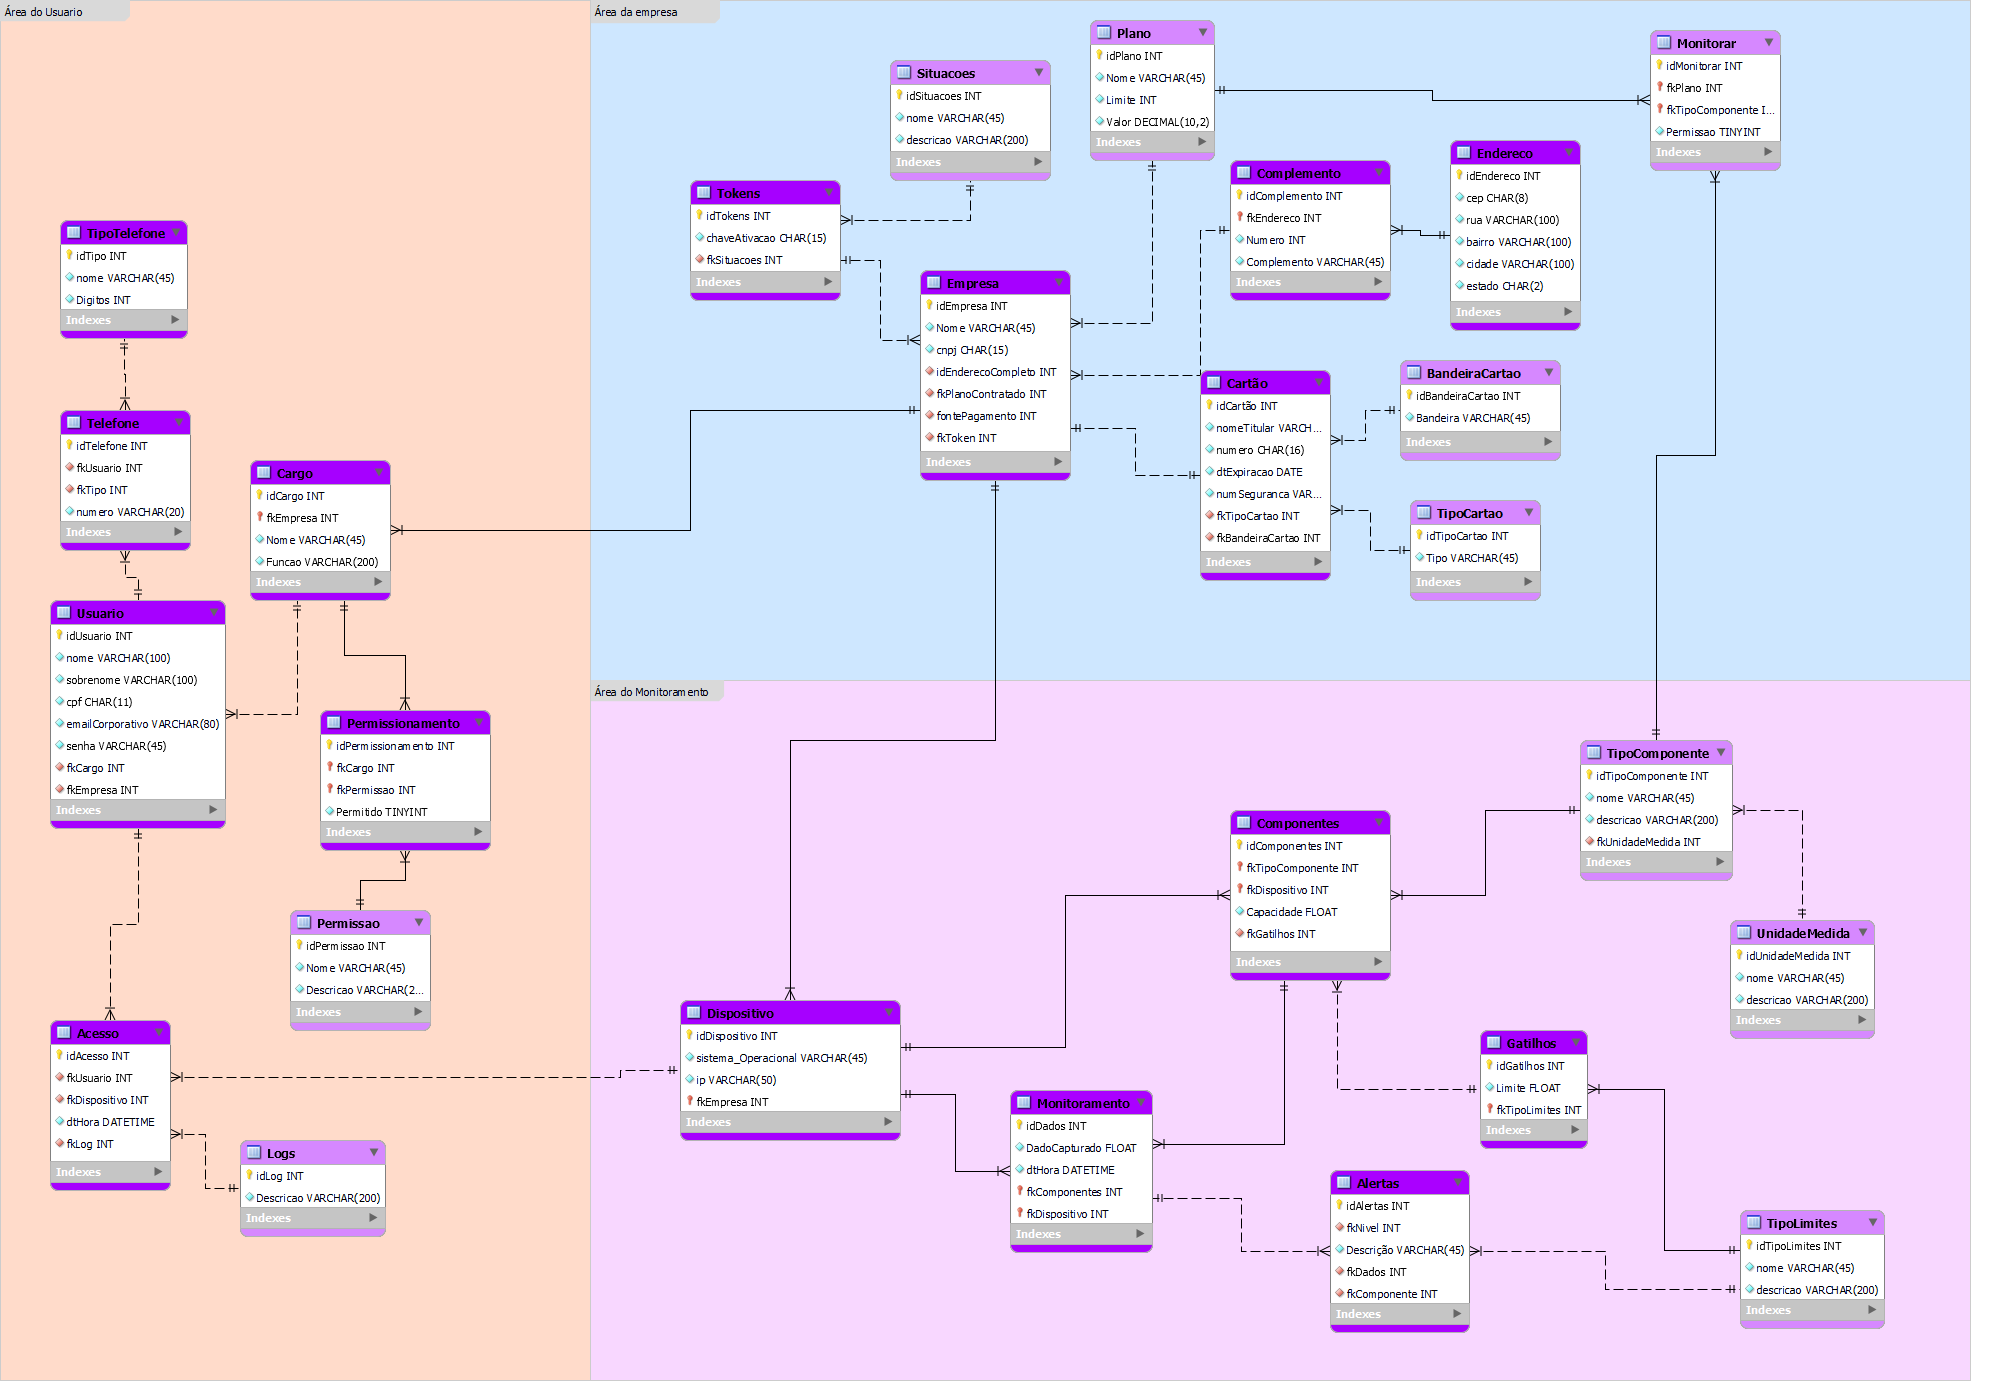 Área do Usuario
TipoTelefone
idTipo INT
nome VARCHAR(45)
Digitos INT
Indexes
Telefone
idTelefone INT
fkUsuario INT
fkTipo INT
numero VARCHAR(20)
Indexes
Cargo
idCargo INT
fkEmpresa INT
Nome VARCHAR(45)
Funcao VARCHAR(200)
Indexes
Usuario
idUsuario INT
nome VARCHAR(100)
sobrenome VARCHAR(100)
cpf CHAR(11)
emailCorporativo VARCHAR(80)
senha VARCHAR(45)
fkCargo INT
fkEmpresa INT
Indexes
Permissionamento
idPermissionamento INT
fkCargo INT
fkPermissao INT
Permitido TINYINT
Indexes
Permissao
idPermissao INT
Nome VARCHAR(45)
Descricao VARCHAR(2...
Indexes
Acesso
idAcesso INT
fkUsuario INT
fkDispositivo INT
dtHora DATETIME
fkLog INT
Indexes
Logs
idLog INT
Descricao VARCHAR(200)
Indexes
Área da empresa
Situacoes
idSituacoes INT
nome VARCHAR(45)
descricao VARCHAR(200)
Indexes
Plano
idPlano INT
Nome VARCHAR(45)
Limite INT
Valor DECIMAL(10,2)
Indexes
Monitorar
idMonitorar INT
fkPlano INT
fkTipoComponente I...
Permissao TINYINT
Indexes
Tokens
idTokens INT
chaveAtivacao CHAR(15)
fkSituacoes INT
Indexes
Complemento
idComplemento INT
fkEndereco INT
Numero INT
Complemento VARCHAR(45)
Indexes
Endereco
idEndereco INT
cep CHAR(8)
rua VARCHAR(100)
bairro VARCHAR(100)
cidade VARCHAR(100)
estado CHAR(2)
Indexes
Empresa
idEmpresa INT
Nome VARCHAR(45)
cnpj CHAR(15)
idEnderecoCompleto INT
fkPlanoContratado INT
fontePagamento INT
fkToken INT
Indexes
Cartão
idCartão INT
nomeTitular VARCH...
numero CHAR(16)
dtExpiracao DATE
numSeguranca VAR...
fkTipoCartao INT
fkBandeiraCartao INT
Indexes
BandeiraCartao
idBandeiraCartao INT
Bandeira VARCHAR(45)
Indexes
TipoCartao
idTipoCartao INT
Tipo VARCHAR(45)
Indexes
Área do Monitoramento
TipoComponente
idTipoComponente INT
nome VARCHAR(45)
descricao VARCHAR(200)
fkUnidadeMedida INT
Indexes
Componentes
idComponentes INT
fkTipoComponente INT
fkDispositivo INT
Capacidade FLOAT
fkGatilhos INT
Indexes
UnidadeMedida
idUnidadeMedida INT
nome VARCHAR(45)
descricao VARCHAR(200)
Indexes
Dispositivo
idDispositivo INT
sistema_Operacional VARCHAR(45)
ip VARCHAR(50)
fkEmpresa INT
Indexes
Gatilhos
idGatilhos INT
Limite FLOAT
fkTipoLimites INT
Indexes
Monitoramento
idDados INT
DadoCapturado FLOAT
dtHora DATETIME
fkComponentes INT
fkDispositivo INT
Indexes
Alertas
idAlertas INT
fkNivel INT
Descrição VARCHAR(45)
fkDados INT
fkComponente INT
Indexes
TipoLimites
idTipoLimites INT
nome VARCHAR(45)
descricao VARCHAR(200)
Indexes